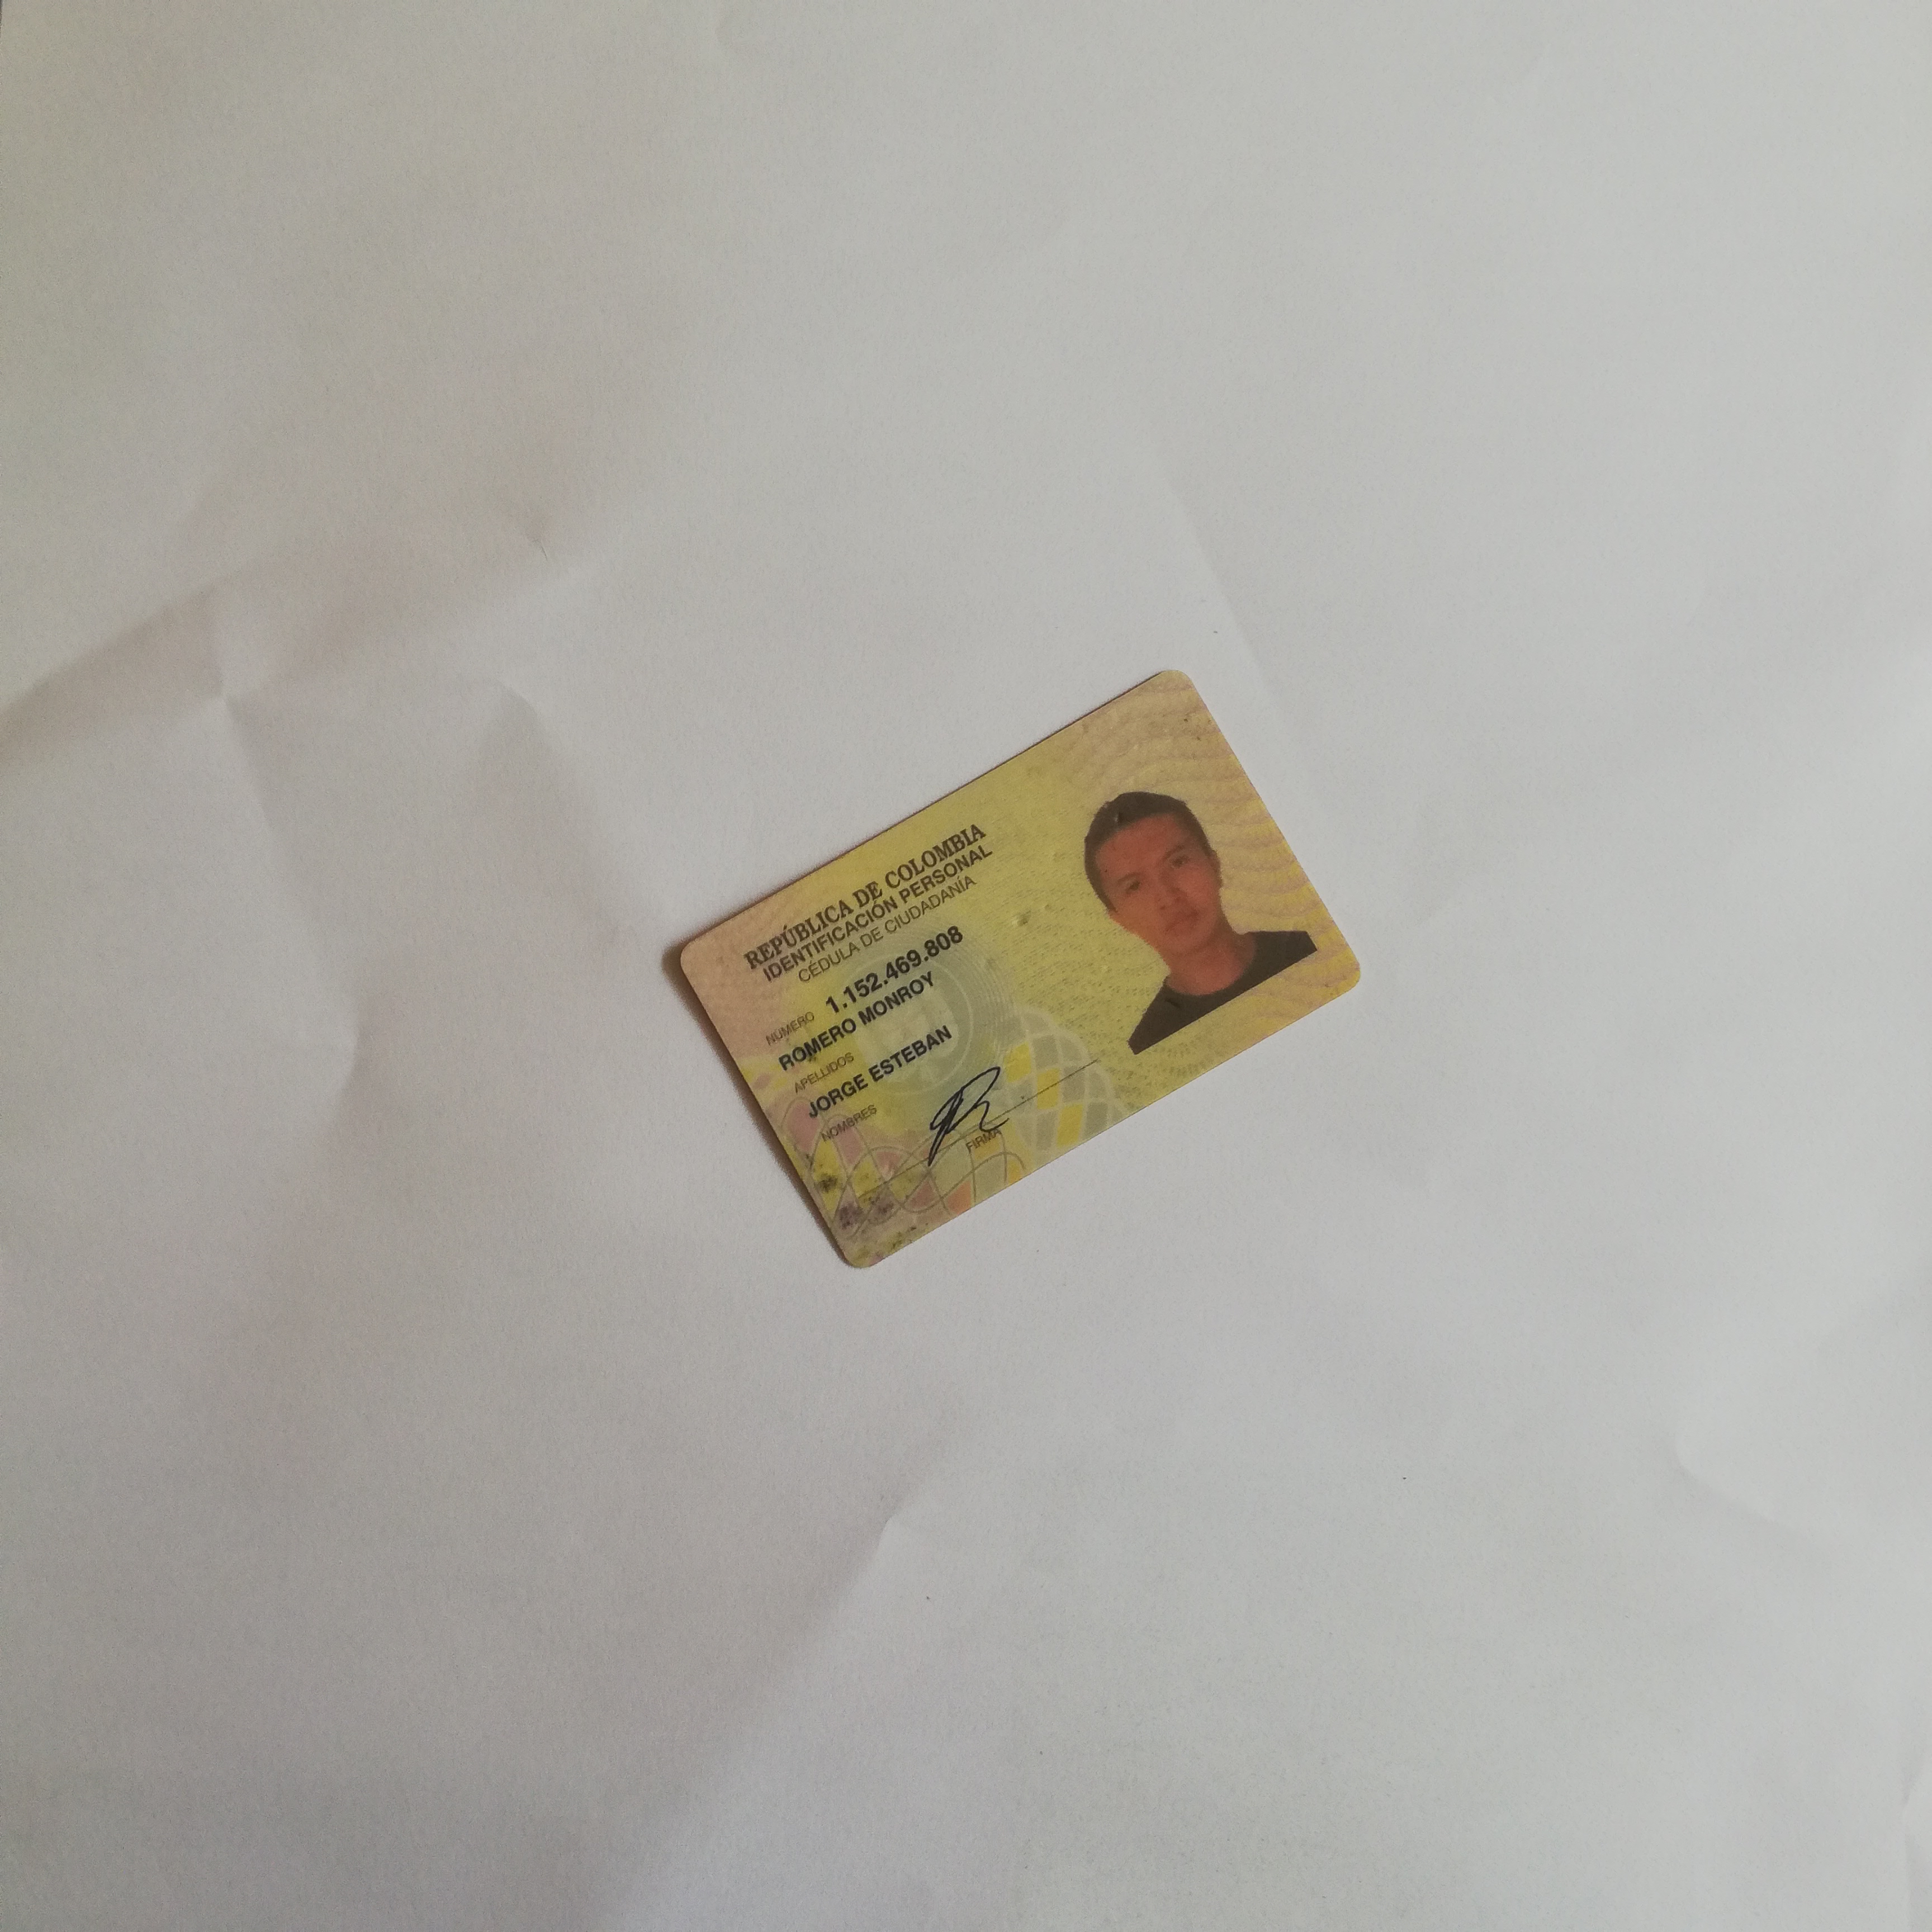 REPÚBLICA DE COLOMBIA
IDENTIFICACIÓN PERSONAL
CÉDULA DE CIUDADANÍA
NÚMERO 1.152.469.808
ROMERO MONROY
APELLIDOS
JORGE ESTEBAN
NOMBRES
FIRMA